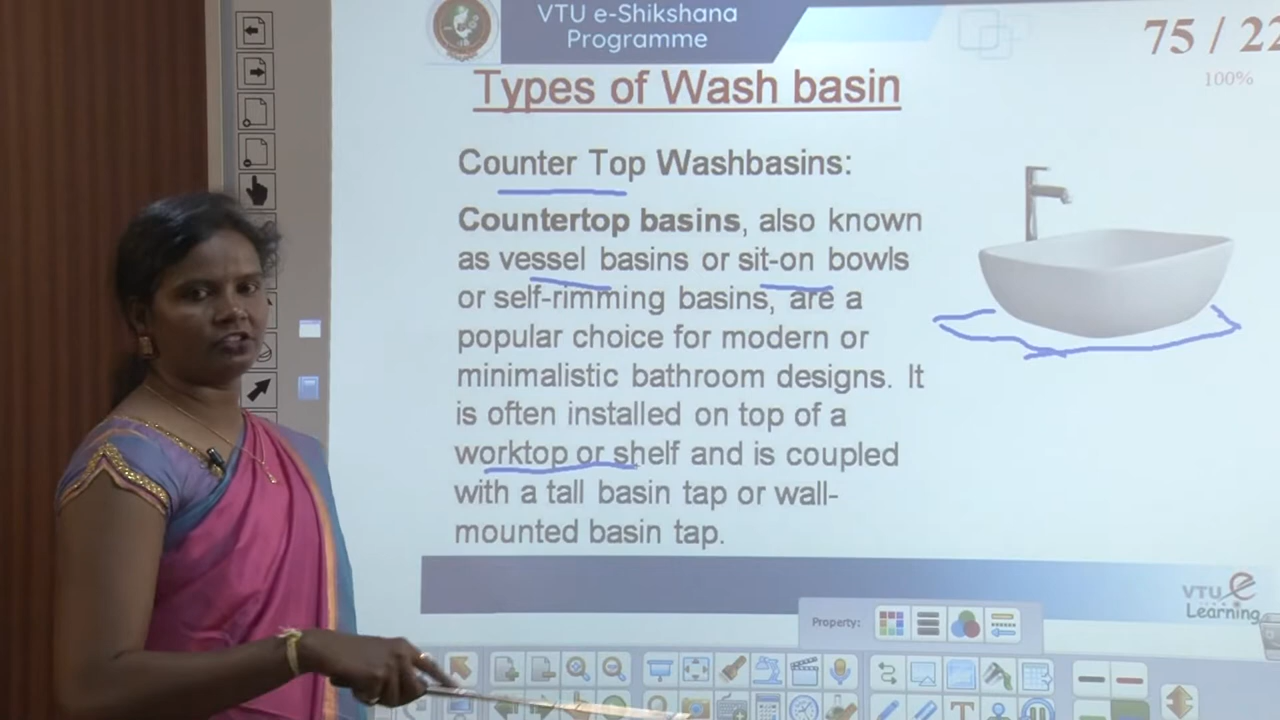 VTU e-Shikshana
Programme
75 / 22
100%
Types of Wash basin
Counter Top Washbasins:
Countertop basins, also known
as vessel basins or sit-on bowls
or self-rimming basins, are a
popular choice for modern or
minimalistic bathroom designs. It
is often installed on top of a
worktop or shelf and is coupled
with a tall basin tap or wall-
mounted basin tap.
VTU e
Learning
Property: